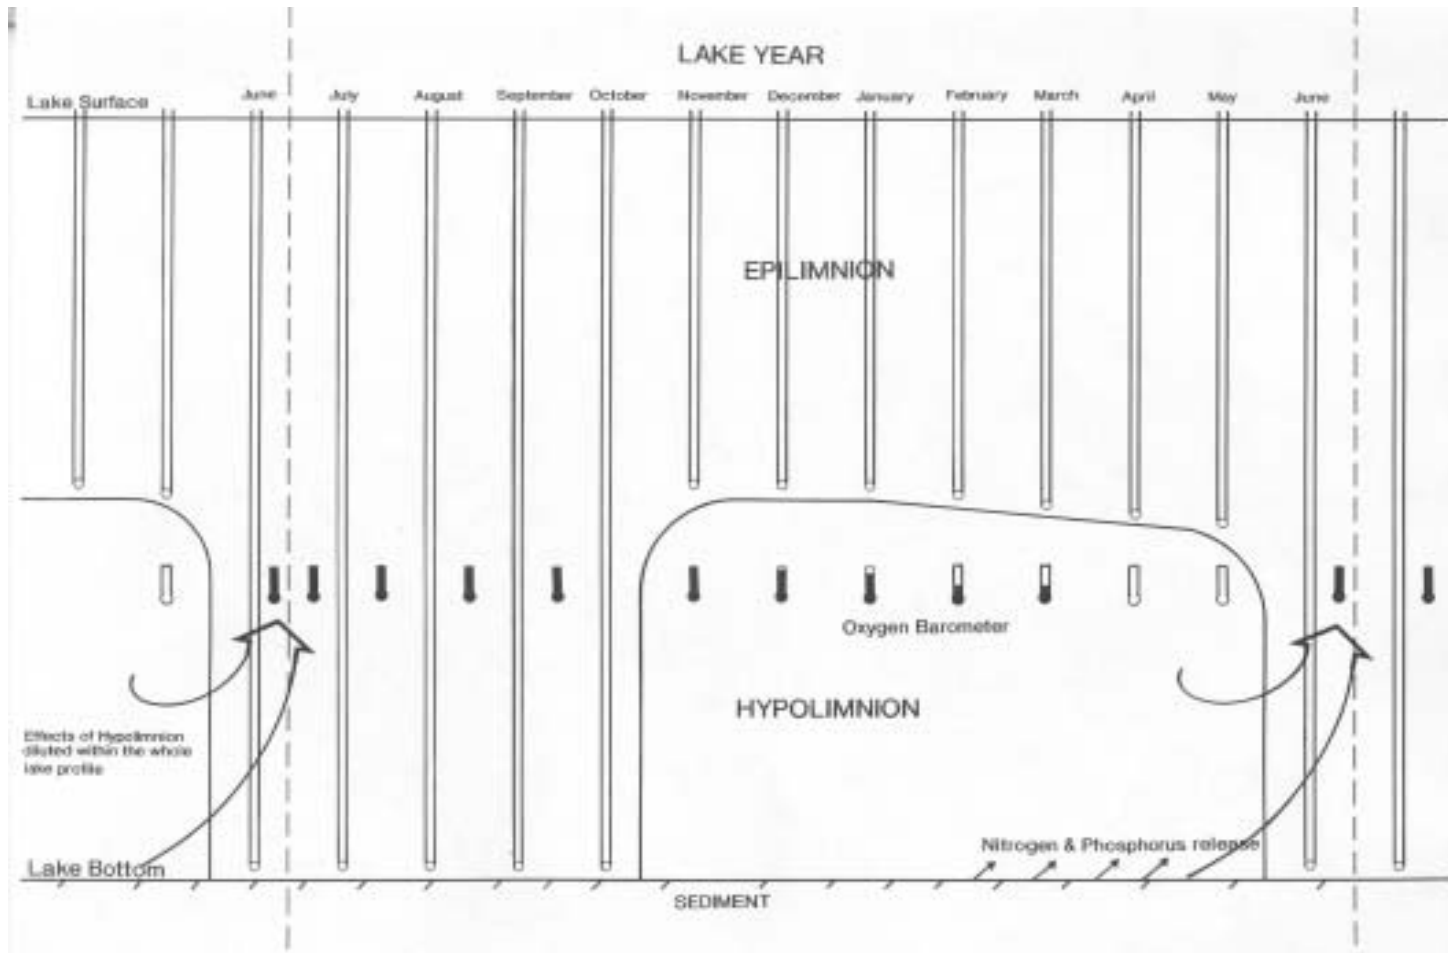 LAKE YEAR
Lake Surface
June
July
August
September
October
November
December
January
February
March
April
May
June
EPILIMNION
Oxygen Barometer
HYPOLIMNION
Effects of Hypolimnion
diluted within the whole
lake profile
Nitrogen & Phosphorus release
Lake Bottom
SEDIMENT